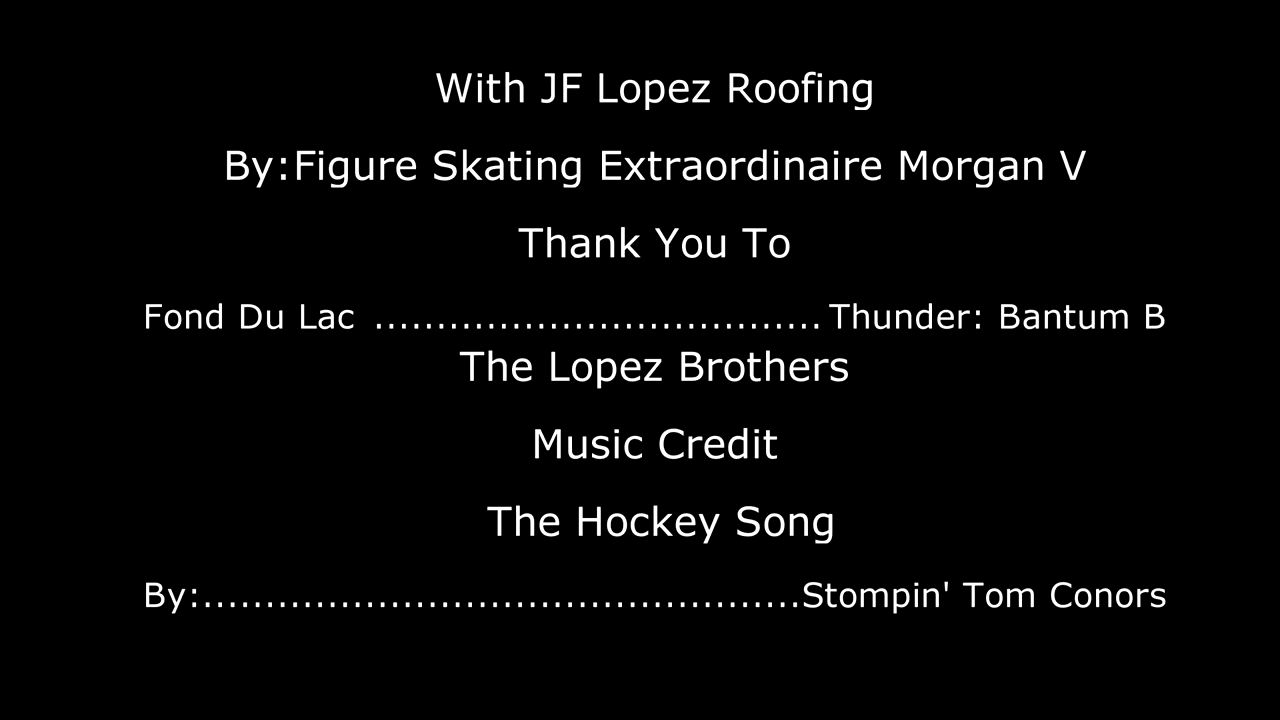 With JF Lopez Roofing
By:Figure Skating Extraordinaire Morgan V
Thank You To
Fond Du Lac ................................... Thunder: Bantum B
The Lopez Brothers
Music Credit
The Hockey Song
By:................................................Stompin' Tom Conors